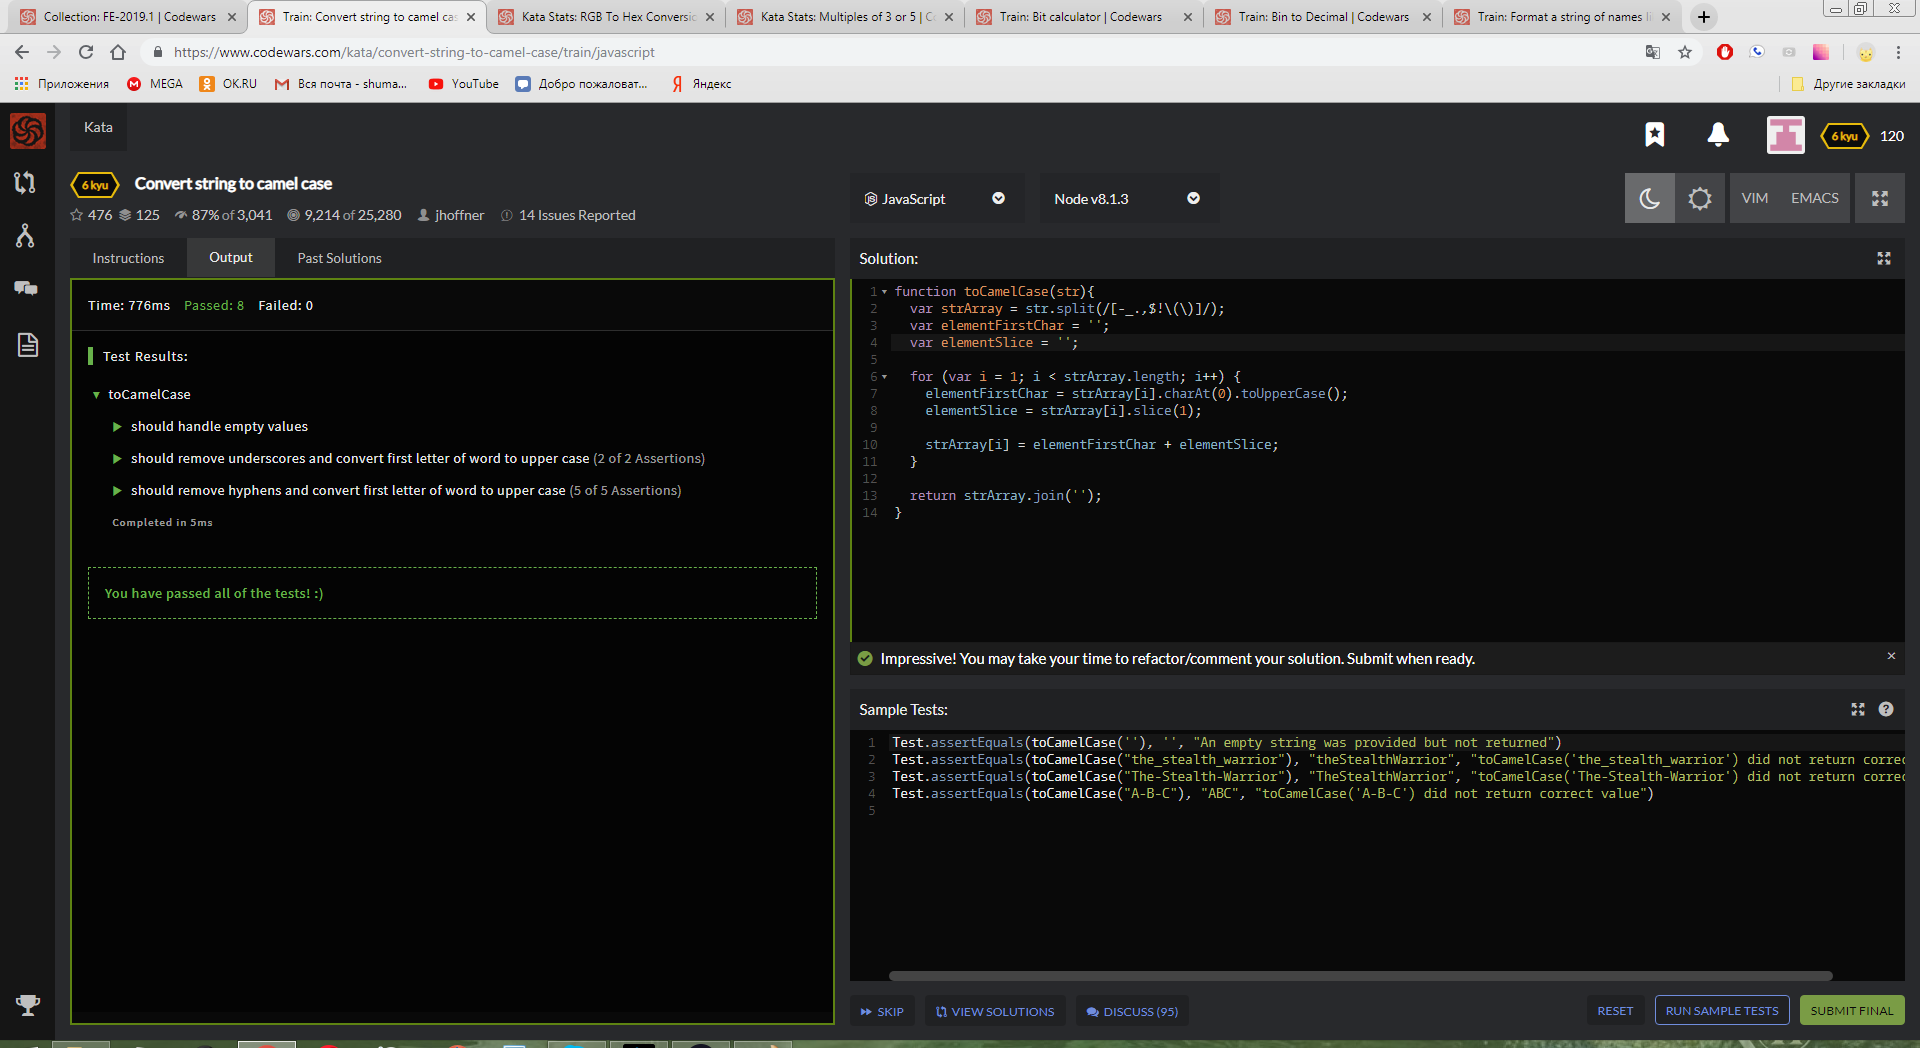 Collection: FE-2019.1 | Codewars
Train: Convert string to camel cas
Kata Stats: RGB To Hex Conversio
Kata Stats: Multiples of 3 or 5 | C
Train: Bit calculator | Codewars
Train: Bin to Decimal | Codewars
Train: Format a string of names li
https://www.codewars.com/kata/convert-string-to-camel-case/train/javascript
Приложения
MEGA
OK.RU
Вся почта - shuma...
YouTube
Добро пожаловат...
Яндекс
Другие закладки
Kata
6 kyu
120
6 kyu
Convert string to camel case
476 125 87% of 3,041 9,214 of 25,280 jhoffner 14 Issues Reported
JavaScript
Node v8.1.3
VIM
EMACS
Instructions
Output
Past Solutions
Time: 776ms Passed: 8 Failed: 0
Test Results:
toCamelCase
should handle empty values
should remove underscores and convert first letter of word to upper case (2 of 2 Assertions)
should remove hyphens and convert first letter of word to upper case (5 of 5 Assertions)
Completed in 5ms
You have passed all of the tests! :)
Solution:
1 function toCamelCase(str){
2 var strArray = str.split(/[-_.,$!\(\)]/);
3 var elementFirstChar = '';
4 var elementSlice = '';
5
6 for (var i = 1; i < strArray.length; i++) {
7 elementFirstChar = strArray[i].charAt(0).toUpperCase();
8 elementSlice = strArray[i].slice(1);
9
10 strArray[i] = elementFirstChar + elementSlice;
11 }
12
13 return strArray.join('');
14 }
Impressive! You may take your time to refactor/comment your solution. Submit when ready.
Sample Tests:
1 Test.assertEquals(toCamelCase(''), '', "An empty string was provided but not returned")
2 Test.assertEquals(toCamelCase("the_stealth_warrior"), "theStealthWarrior", "toCamelCase('the_stealth_warrior') did not return correc
3 Test.assertEquals(toCamelCase("The-Stealth-Warrior"), "TheStealthWarrior", "toCamelCase('The-Stealth-Warrior') did not return correc
4 Test.assertEquals(toCamelCase("A-B-C"), "ABC", "toCamelCase('A-B-C') did not return correct value")
5
SKIP
VIEW SOLUTIONS
DISCUSS (95)
RESET
RUN SAMPLE TESTS
SUBMIT FINAL